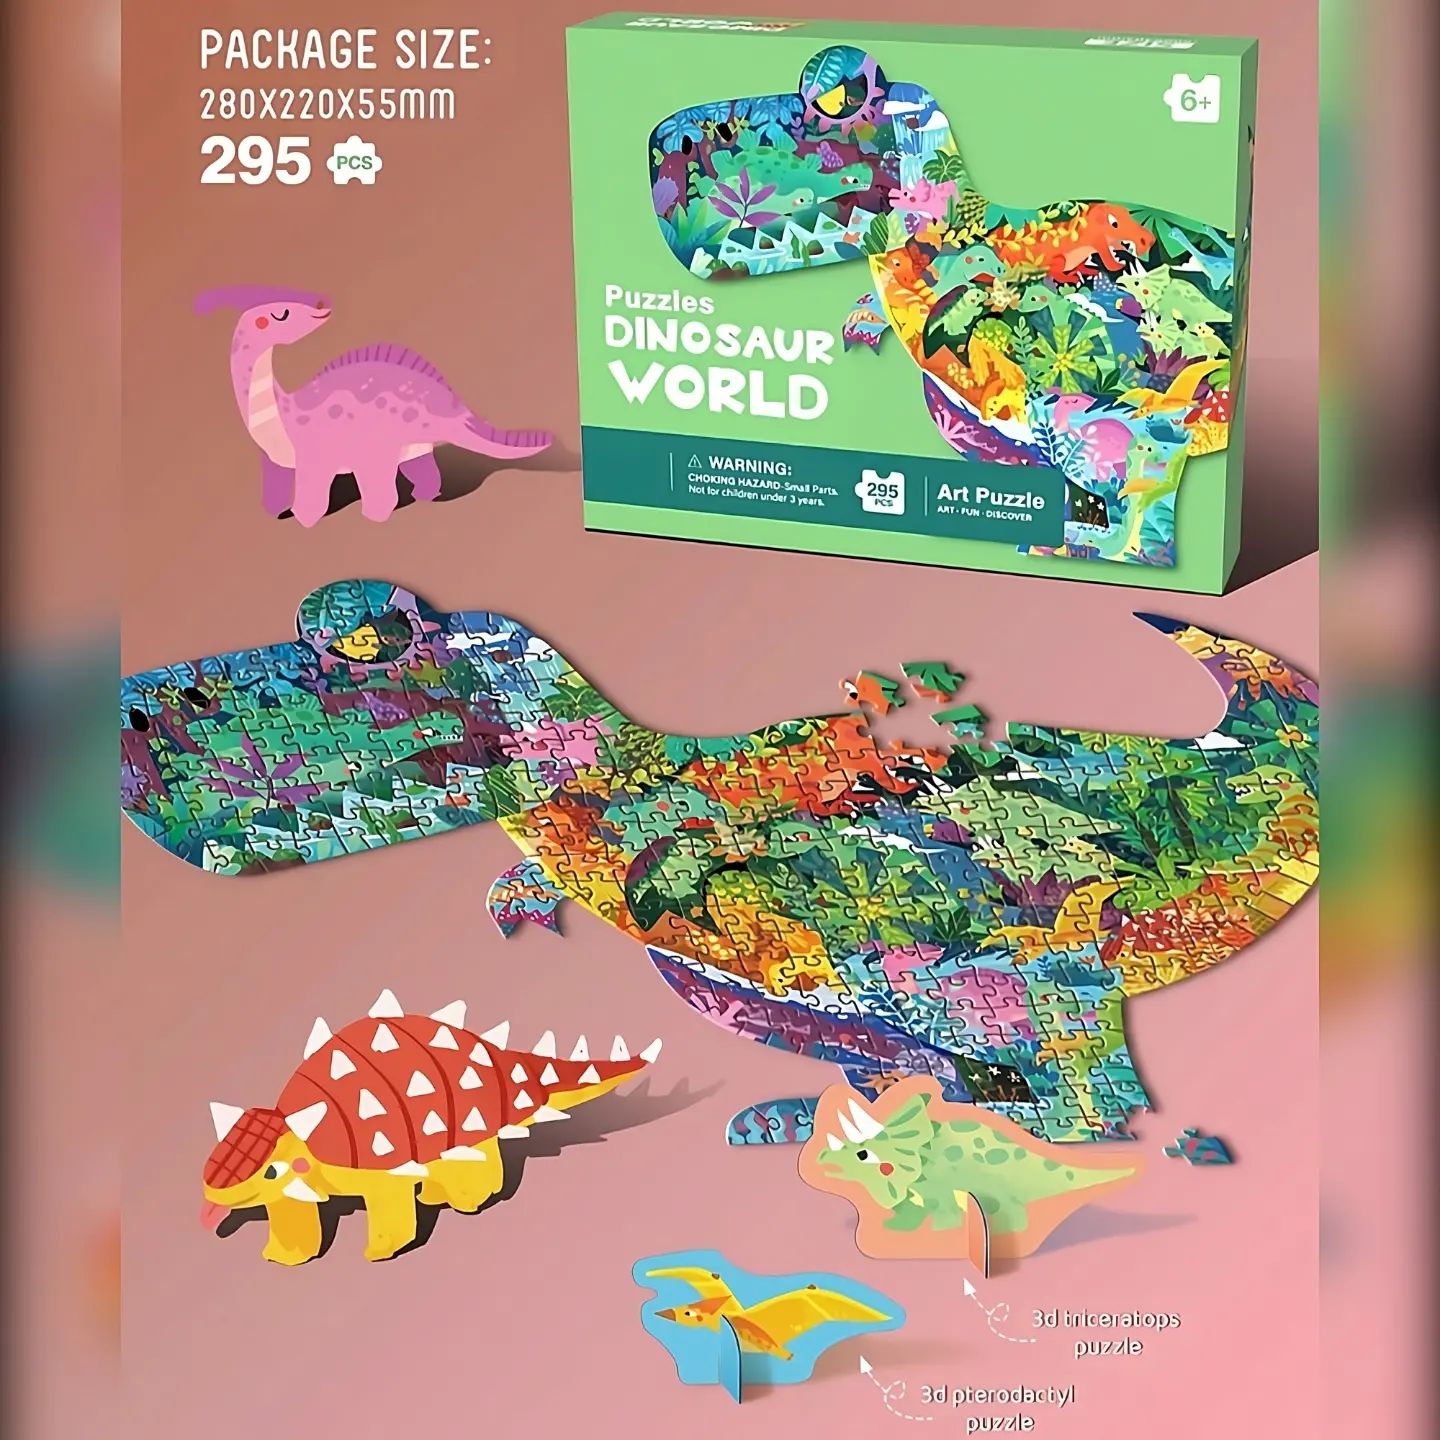 PACKAGE SIZE:
280X220X55MM
295 PCS
6+
Puzzles
DINOSAUR
WORLD
⚠ WARNING:
CHOKING HAZARD-Small Parts.
Not for children under 3 years.
295
PCS
Art Puzzle
ART · FUN · DISCOVER
3d triceratops
puzzle
3d pterodactyl
puzzle